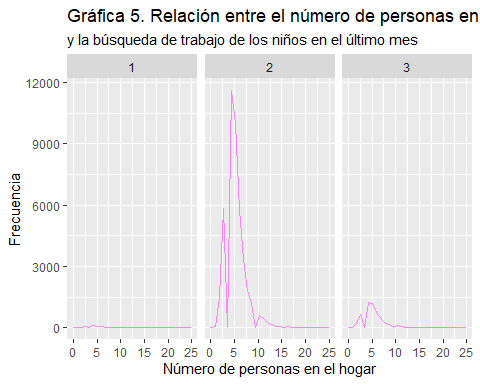 Gráfica 5. Relación entre el número de personas en
y la búsqueda de trabajo de los niños en el último mes
1 2 3
12000
9000
6000
3000
0
Frecuencia
0 5 10 15 20 25 0 5 10 15 20 25 0 5 10 15 20 25
Número de personas en el hogar